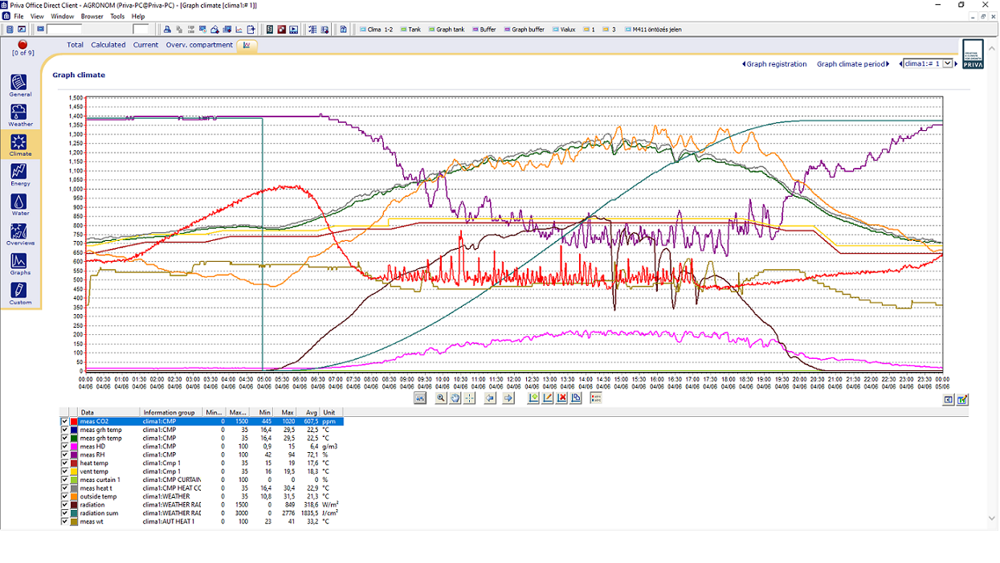 Priva Office Direct Client - AGRONOM (Priva-PC@Priva-PC) - [Graph climate [clima1:# 1]]
File View Window Browser Tools Help
Clima 1-2 Tank Graph tank Buffer Graph buffer Vialux 1 3 M411 öntözés jelen
[0 of 9]
Total Calculated Current Overv. compartment
Graph registration Graph climate period clima1:# 1
PRIVA
Graph climate
General
Weather
Climate
Energy
Water
Overviews
Graphs
Custom
1,500
1,450
1,400
1,350
1,300
1,250
1,200
1,150
1,100
1,050
1,000
950
900
850
800
750
700
650
600
550
500
450
400
350
300
250
200
150
100
50
0
00:00 00:30 01:00 01:30 02:00 02:30 03:00 03:30 04:00 04:30 05:00 05:30 06:00 06:30 07:00 07:30 08:00 08:30 09:00 09:30 10:00 10:30 11:00 11:30 12:00 12:30 13:00 13:30 14:00 14:30 15:00 15:30 16:00 16:30 17:00 17:30 18:00 18:30 19:00 19:30 20:00 20:30 21:00 21:30 22:00 22:30 23:00 23:30 00:00
04/06 04/06 04/06 04/06 04/06 04/06 04/06 04/06 04/06 04/06 04/06 04/06 04/06 04/06 04/06 04/06 04/06 04/06 04/06 04/06 04/06 04/06 04/06 04/06 04/06 04/06 04/06 04/06 04/06 04/06 04/06 04/06 04/06 04/06 04/06 04/06 04/06 04/06 04/06 04/06 04/06 04/06 04/06 04/06 04/06 04/06 04/06 04/06 05/06
Data Information group Min... Max... Min Max Avg Unit
meas CO2 clima1:CMP 0 1500 445 1020 607,5 ppm
meas grh temp clima1:CMP 0 35 16,4 29,5 22,5 °C
meas grh temp clima1:CMP 0 35 16,4 29,5 22,5 °C
meas HD clima1:CMP 0 100 0,9 15 6,4 g/m3
meas RH clima1:CMP 0 100 42 94 72,1 %
heat temp clima1:Cmp 1 0 35 15 19 17,6 °C
vent temp clima1:Cmp 1 0 35 16 19,5 18,3 °C
meas curtain 1 clima1:CMP CURTAIN 0 100 0 0 0 %
meas heat t clima1:CMP HEAT CC 0 35 16,4 30,4 22,9 °C
outside temp clima1:WEATHER 0 35 10,8 31,5 21,3 °C
radiation clima1:WEATHER RAD 0 1500 0 849 318,6 W/m²
radiation sum clima1:WEATHER RAD 0 3000 0 2776 1835,5 J/cm²
meas wt clima1:AUT HEAT 1 0 100 23 41 33,2 °C